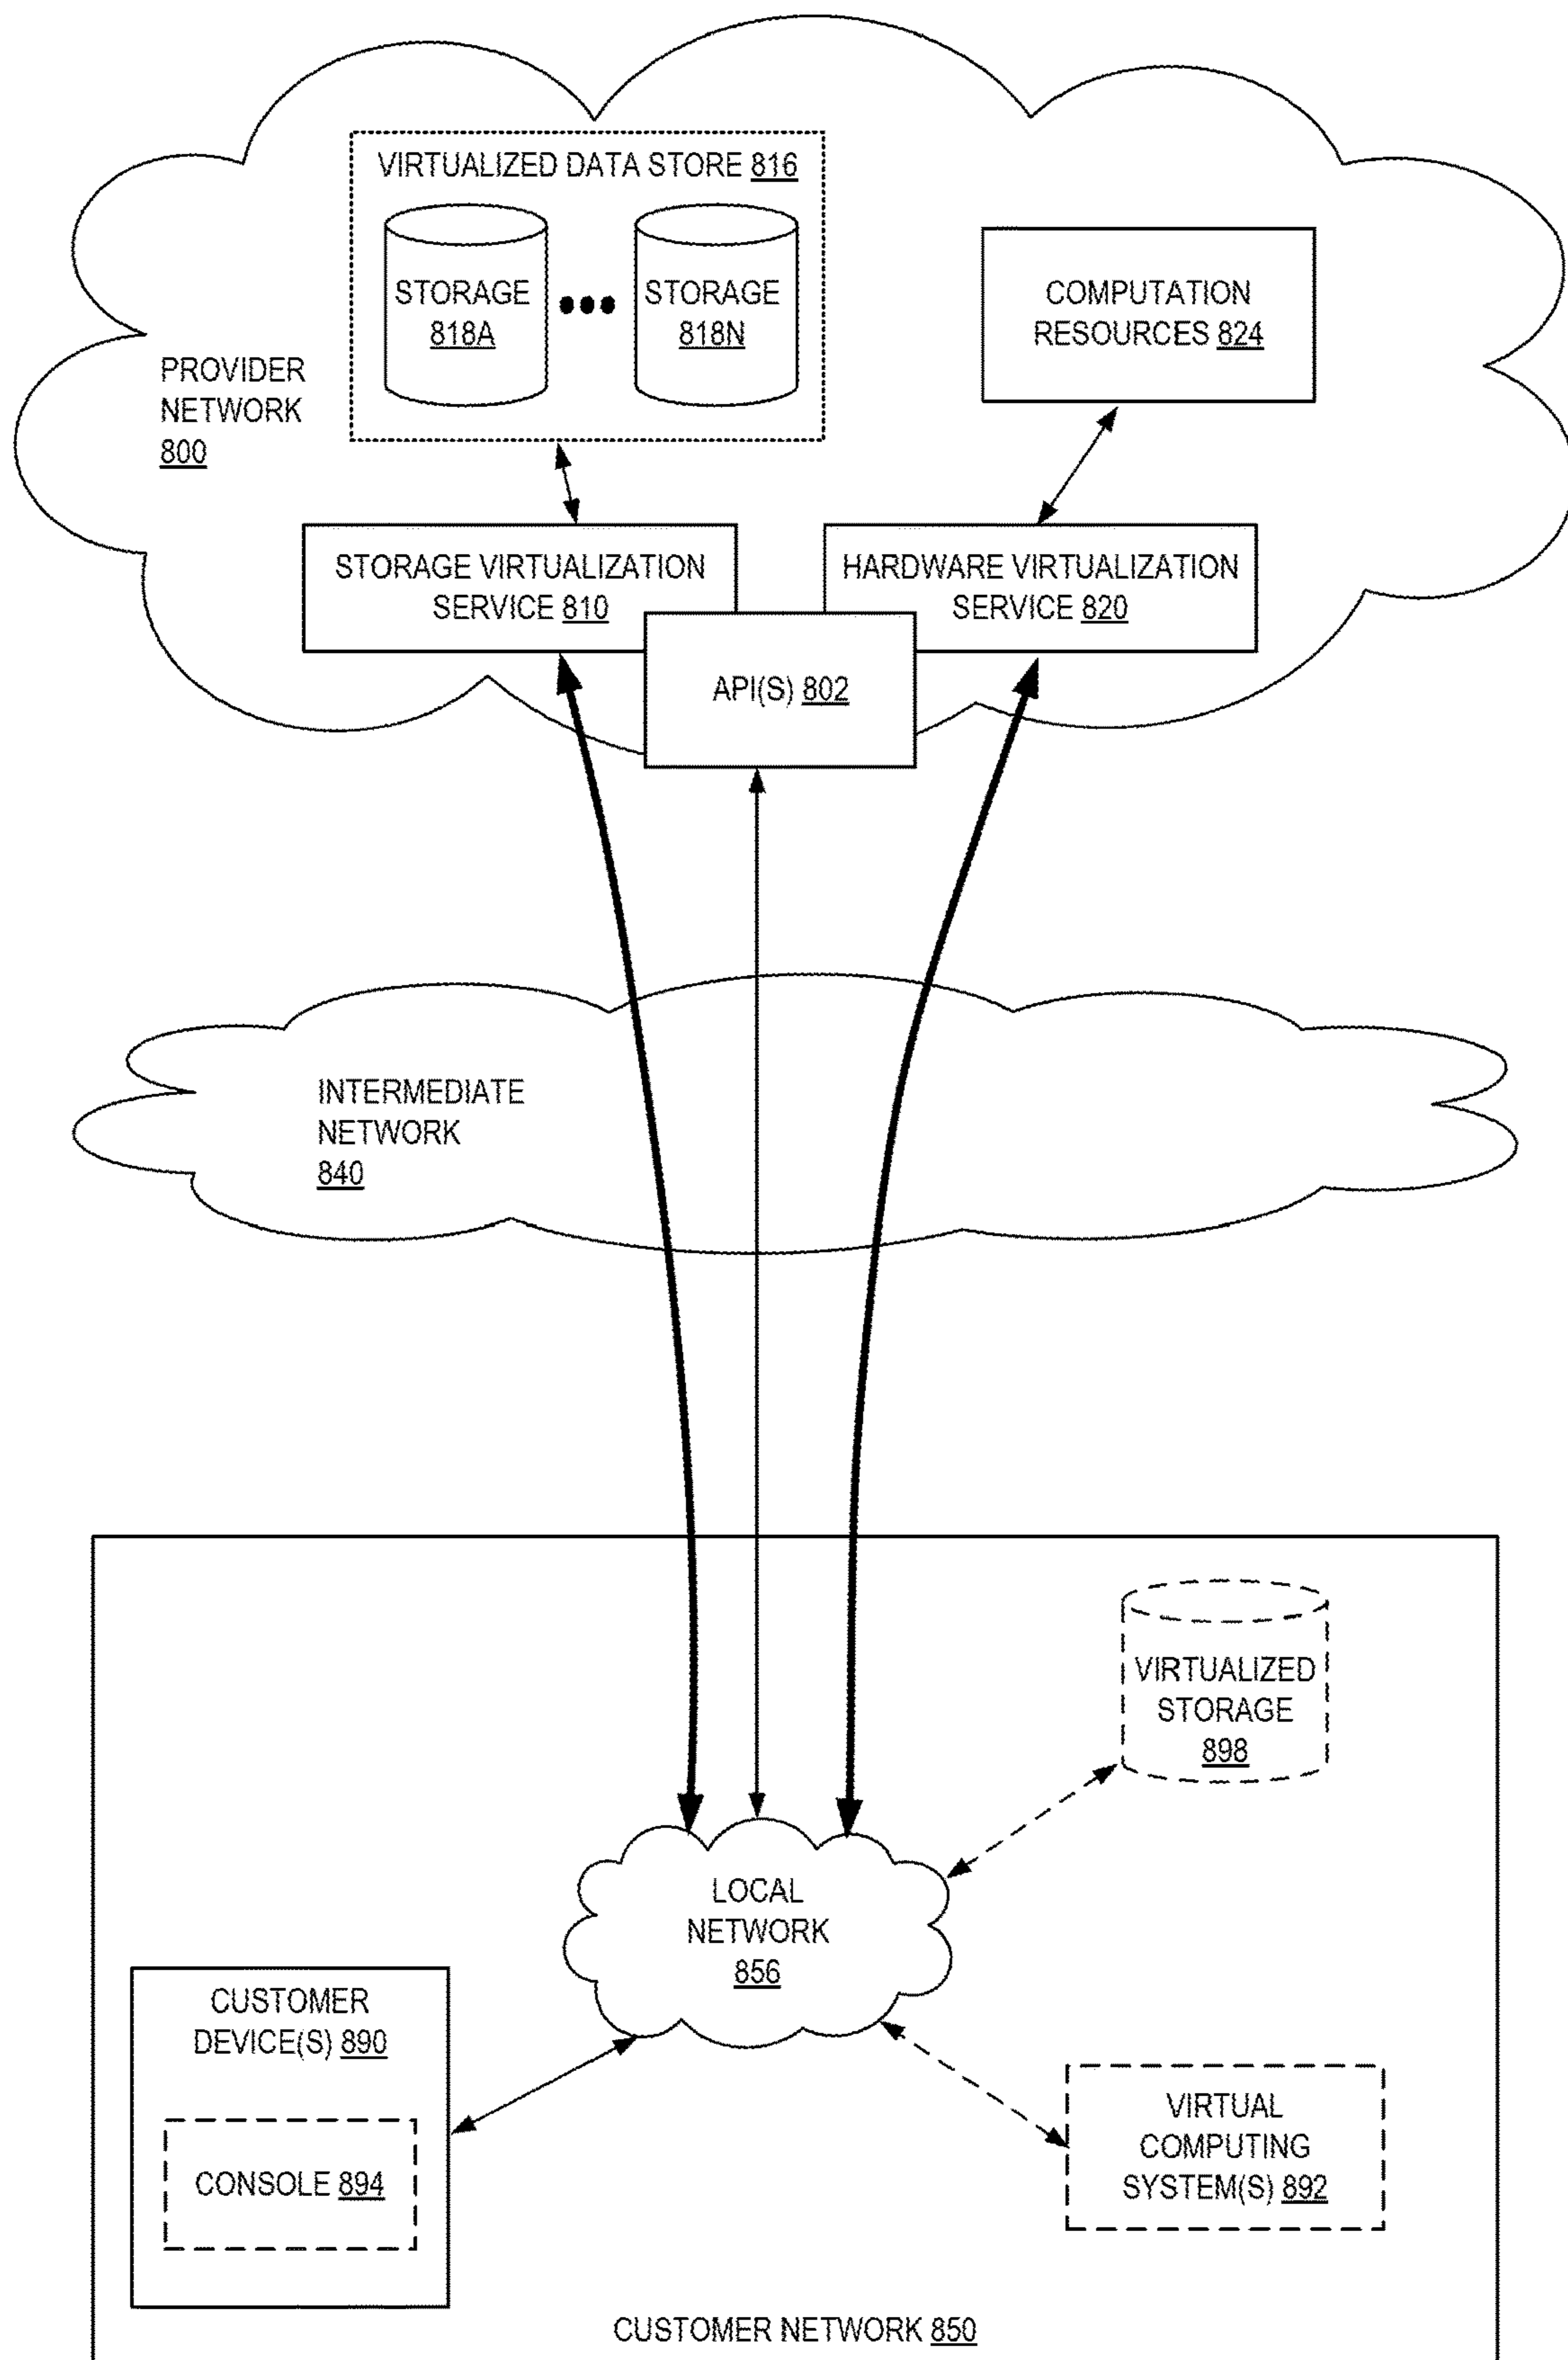 VIRTUALIZED DATA STORE 816
STORAGE
818A
STORAGE
818N
COMPUTATION
RESOURCES 824
PROVIDER
NETWORK
800
STORAGE VIRTUALIZATION
SERVICE 810
HARDWARE VIRTUALIZATION
SERVICE 820
API(S) 802
INTERMEDIATE
NETWORK
840
VIRTUALIZED
STORAGE
898
LOCAL
NETWORK
856
CUSTOMER
DEVICE(S) 890
CONSOLE 894
VIRTUAL
COMPUTING
SYSTEM(S) 892
CUSTOMER NETWORK 850